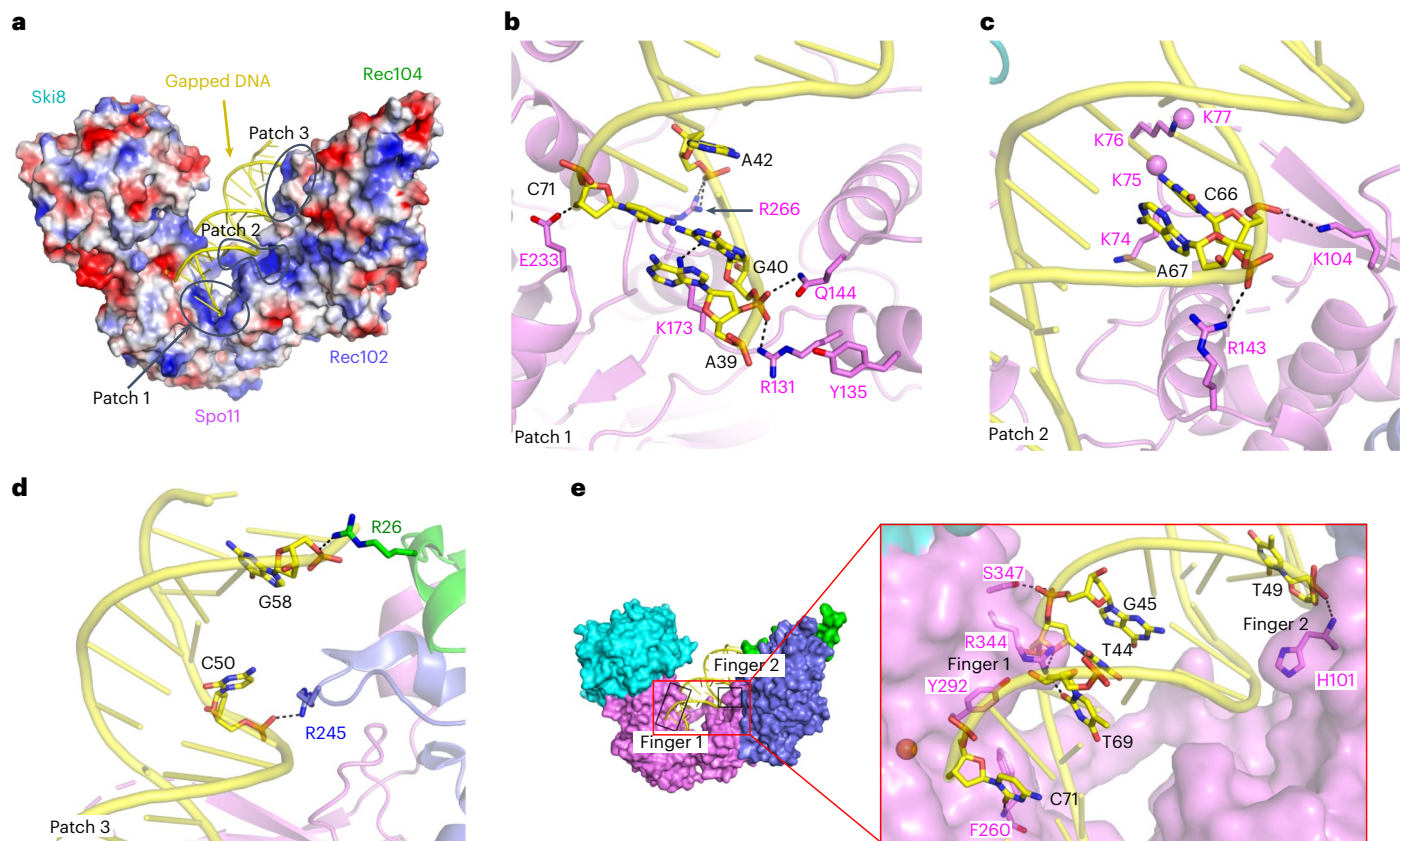 a
Ski8
Gapped DNA
Rec104
Patch 3
Patch 2
Rec102
Patch 1
Spo11
b
A42
C71
R266
E233
G40
Q144
K173
A39
R131
Y135
Patch 1
c
K77
K76
K75
C66
K74
A67
K104
R143
Patch 2
d
R26
G58
C50
R245
Patch 3
e
Finger 2
Finger 1
S347
T49
G45
Finger 2
R344
T44
Finger 1
H101
Y292
T69
C71
F260